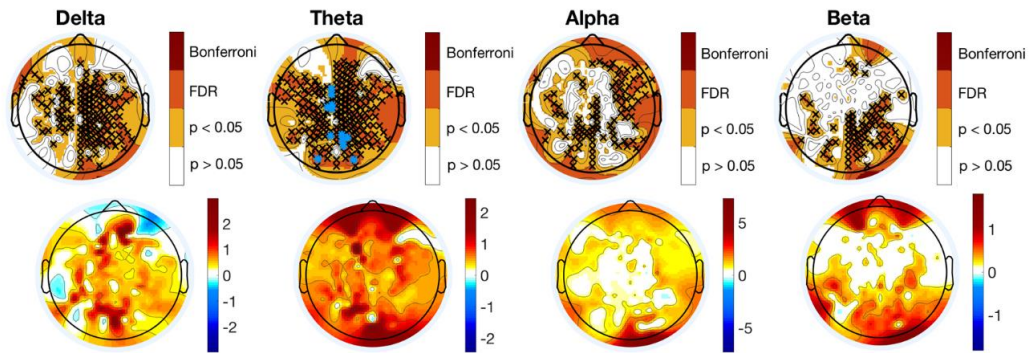 Delta
Theta
Alpha
Beta
Bonferroni
FDR
p < 0.05
p > 0.05
Bonferroni
FDR
p < 0.05
p > 0.05
Bonferroni
FDR
p < 0.05
p > 0.05
Bonferroni
FDR
p < 0.05
p > 0.05
2
1
0
-1
-2
2
1
0
-1
-2
5
0
-5
1
0
-1